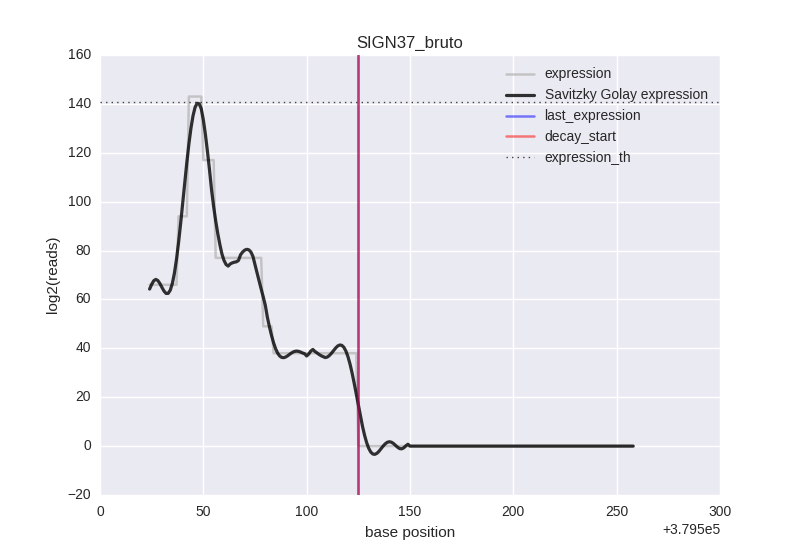 SIGN37_bruto
160
140
120
100
80
60
40
20
0
−20
log2(reads)
expression
Savitzky Golay expression
last_expression
decay_start
expression_th
0 50 100 150 200 250 300
+3.795e5
base position